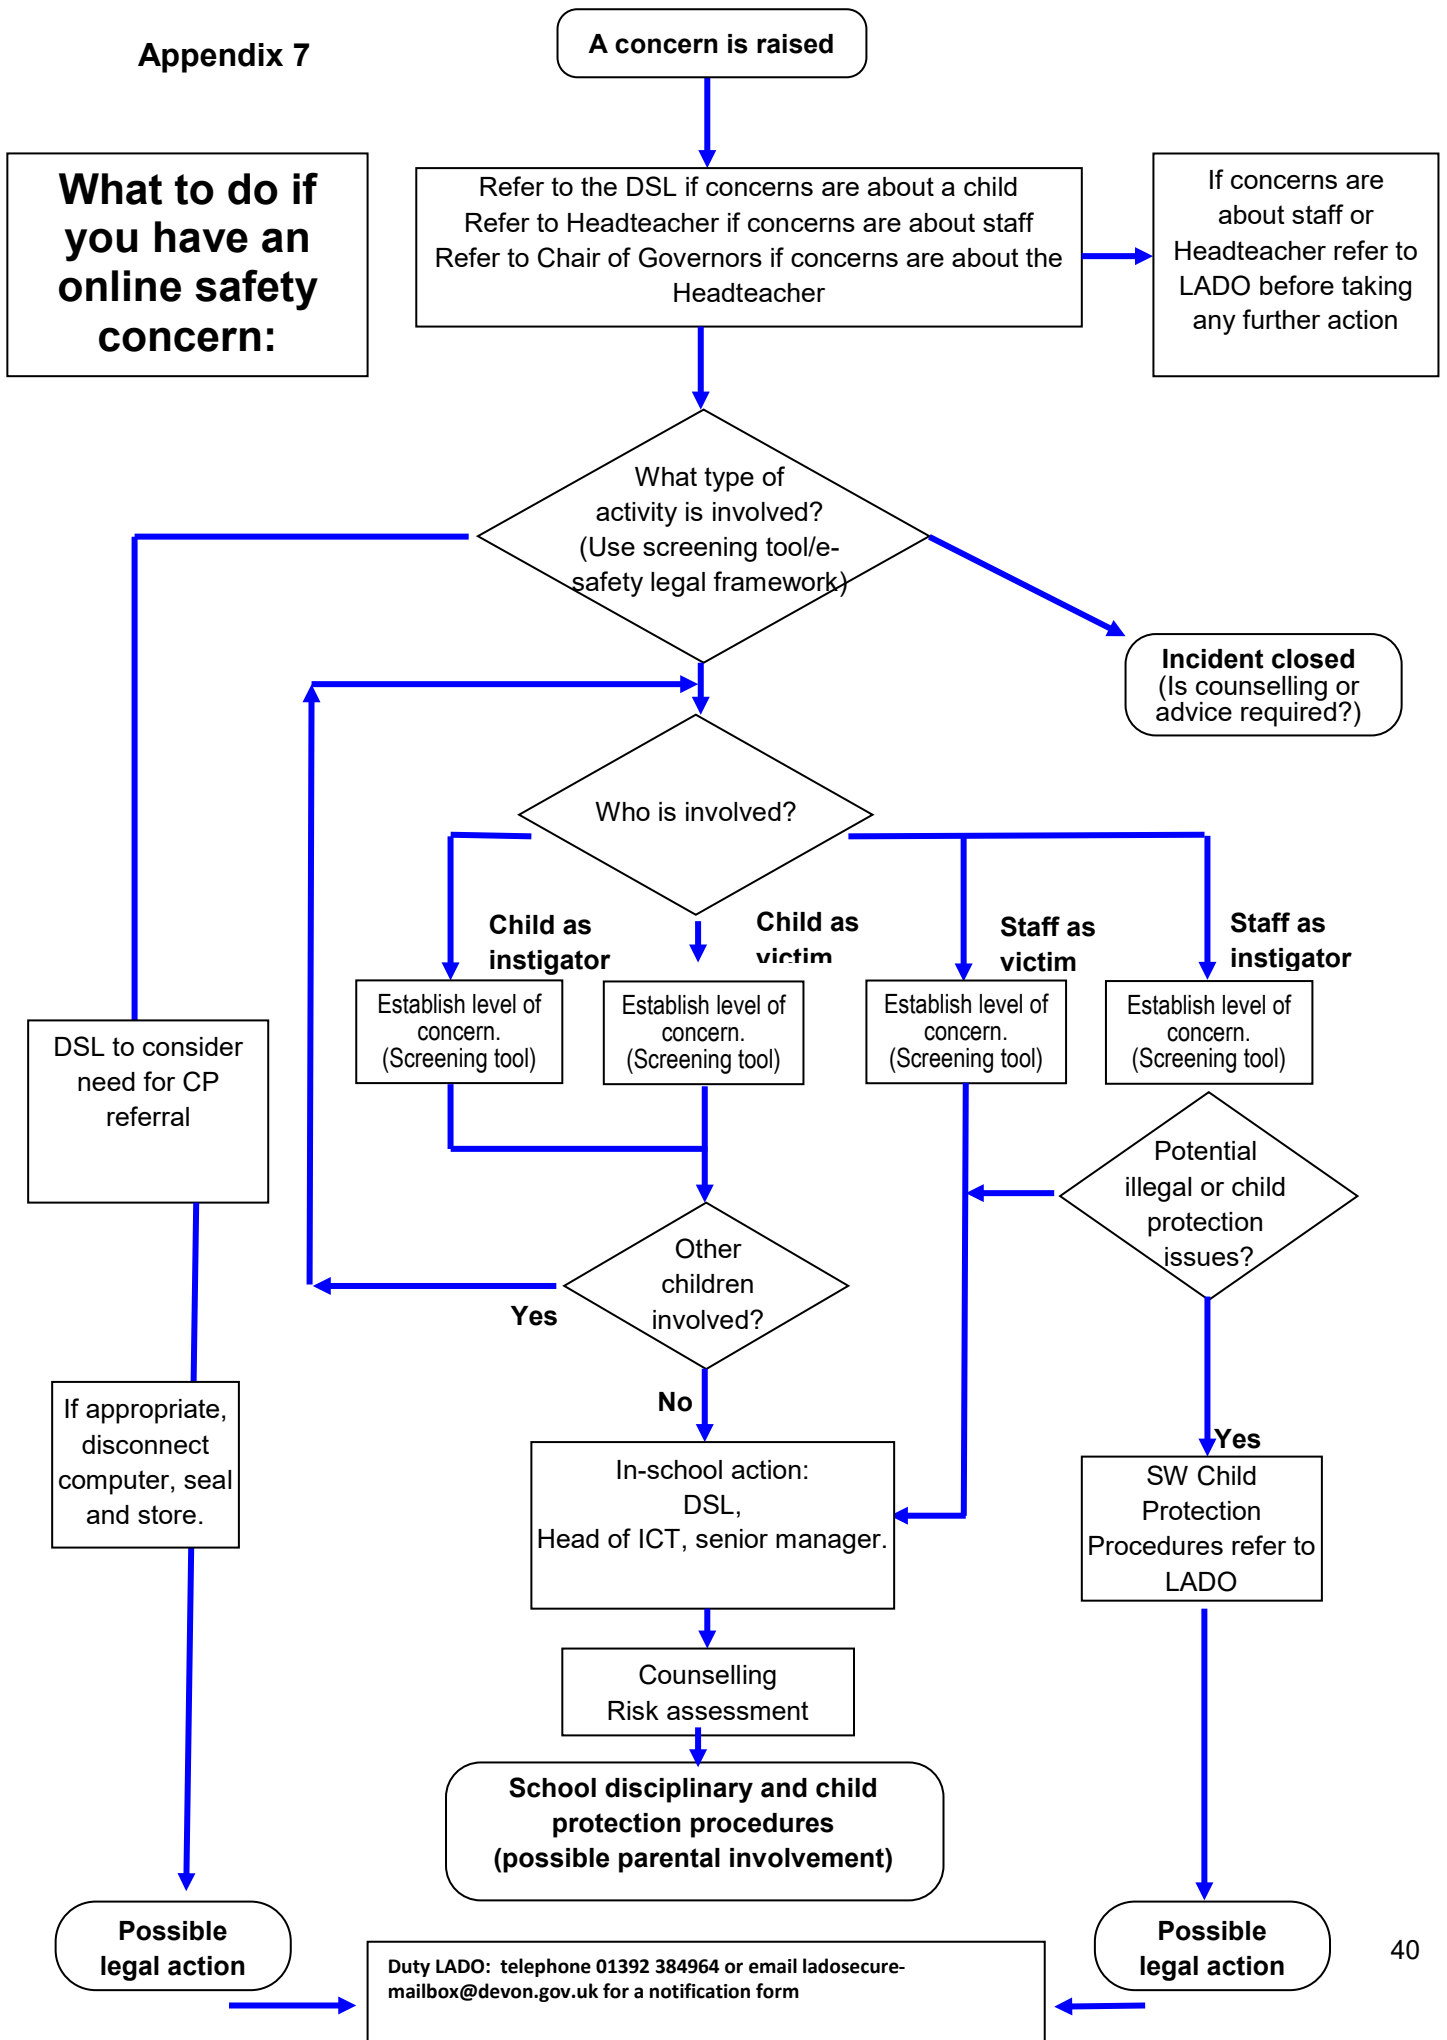 Appendix 7
A concern is raised
What to do if
you have an
online safety
concern:
Refer to the DSL if concerns are about a child
Refer to Headteacher if concerns are about staff
Refer to Chair of Governors if concerns are about the
Headteacher
If concerns are
about staff or
Headteacher refer to
LADO before taking
any further action
What type of
activity is involved?
(Use screening tool/e-
safety legal framework)
Incident closed
(Is counselling or
advice required?)
Who is involved?
Child as
instigator
Child as
victim
Staff as
victim
Staff as
instigator
Establish level of
concern.
(Screening tool)
Establish level of
concern.
(Screening tool)
Establish level of
concern.
(Screening tool)
Establish level of
concern.
(Screening tool)
DSL to consider
need for CP
referral
Potential
illegal or child
protection
issues?
Other
children
involved?
Yes
No
Yes
If appropriate,
disconnect
computer, seal
and store.
In-school action:
DSL,
Head of ICT, senior manager.
SW Child
Protection
Procedures refer to
LADO
Counselling
Risk assessment
School disciplinary and child
protection procedures
(possible parental involvement)
Possible
legal action
Possible
legal action
Duty LADO: telephone 01392 384964 or email ladosecure-
mailbox@devon.gov.uk for a notification form
40